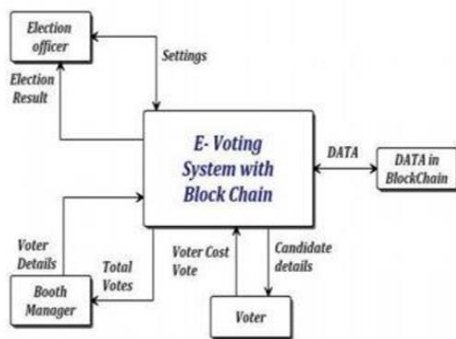 Election
officer
Settings
Election
Result
E- Voting
System with
Block Chain
DATA
DATA in
BlockChain
Voter
Details
Total
Votes
Voter Cost
Vote
Candidate
details
Booth
Manager
Voter